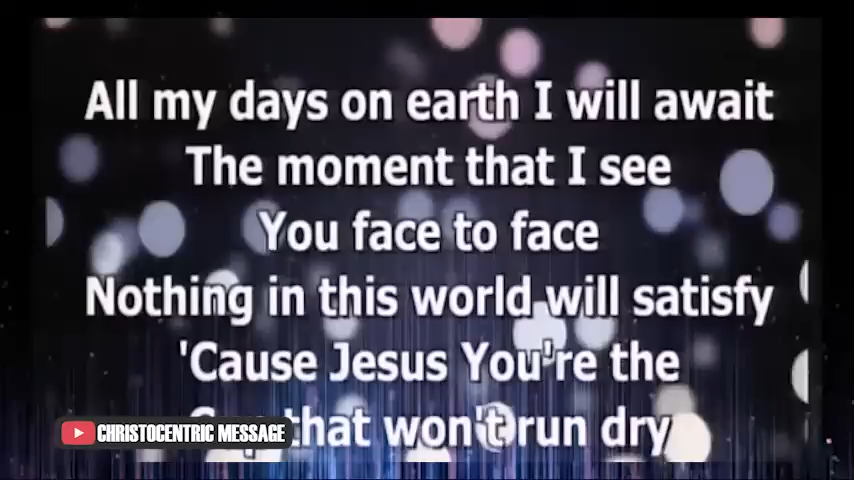 All my days on earth I will await
The moment that I see
You face to face
Nothing in this world will satisfy
'Cause Jesus You're the
that won't run dry
CHRISTOCENTRIC MESSAGE